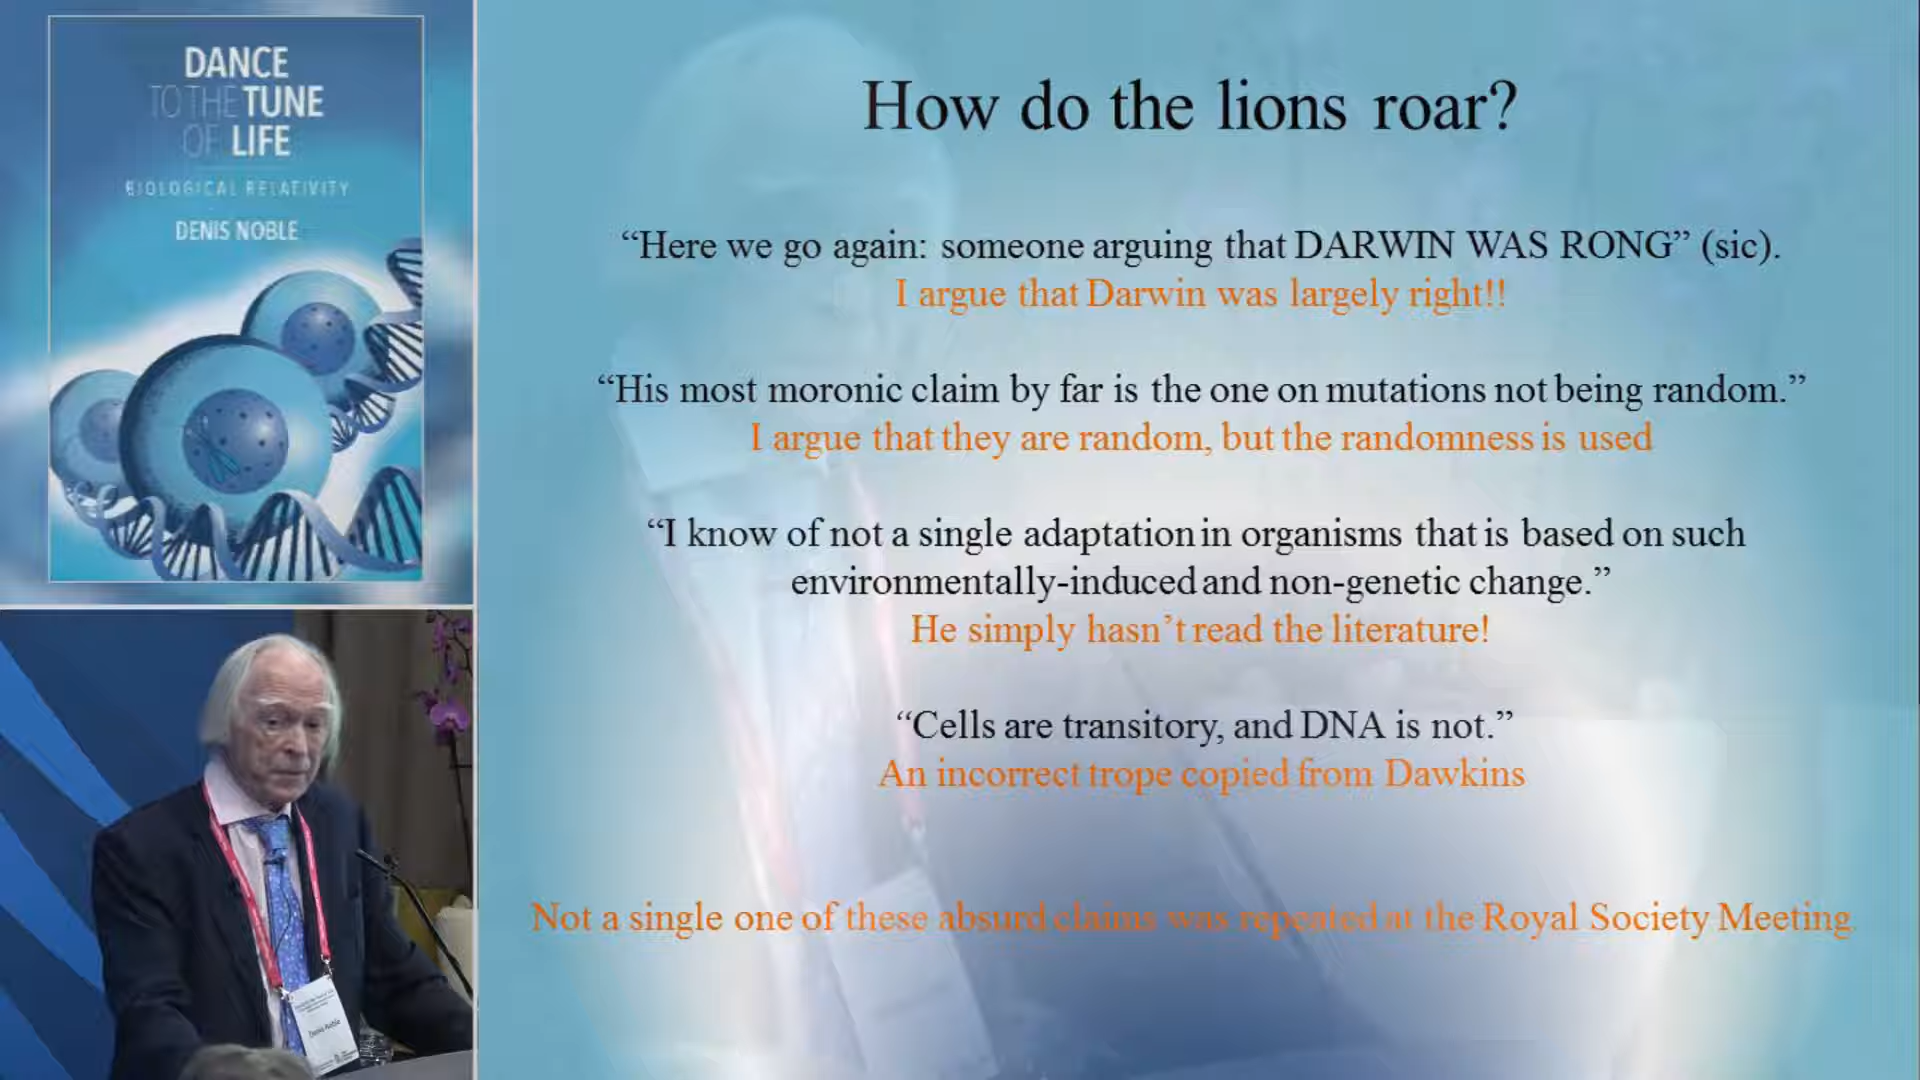 DANCE
TO THE TUNE
OF LIFE
BIOLOGICAL RELATIVITY
DENIS NOBLE
How do the lions roar?
“Here we go again: someone arguing that DARWIN WAS RONG” (sic).
I argue that Darwin was largely right!!
“His most moronic claim by far is the one on mutations not being random.”
I argue that they are random, but the randomness is used
“I know of not a single adaptation in organisms that is based on such
environmentally-induced and non-genetic change.”
He simply hasn’t read the literature!
“Cells are transitory, and DNA is not.”
An incorrect trope copied from Dawkins
Not a single one of these absurd claims was repeated at the Royal Society Meeting
Denis Noble